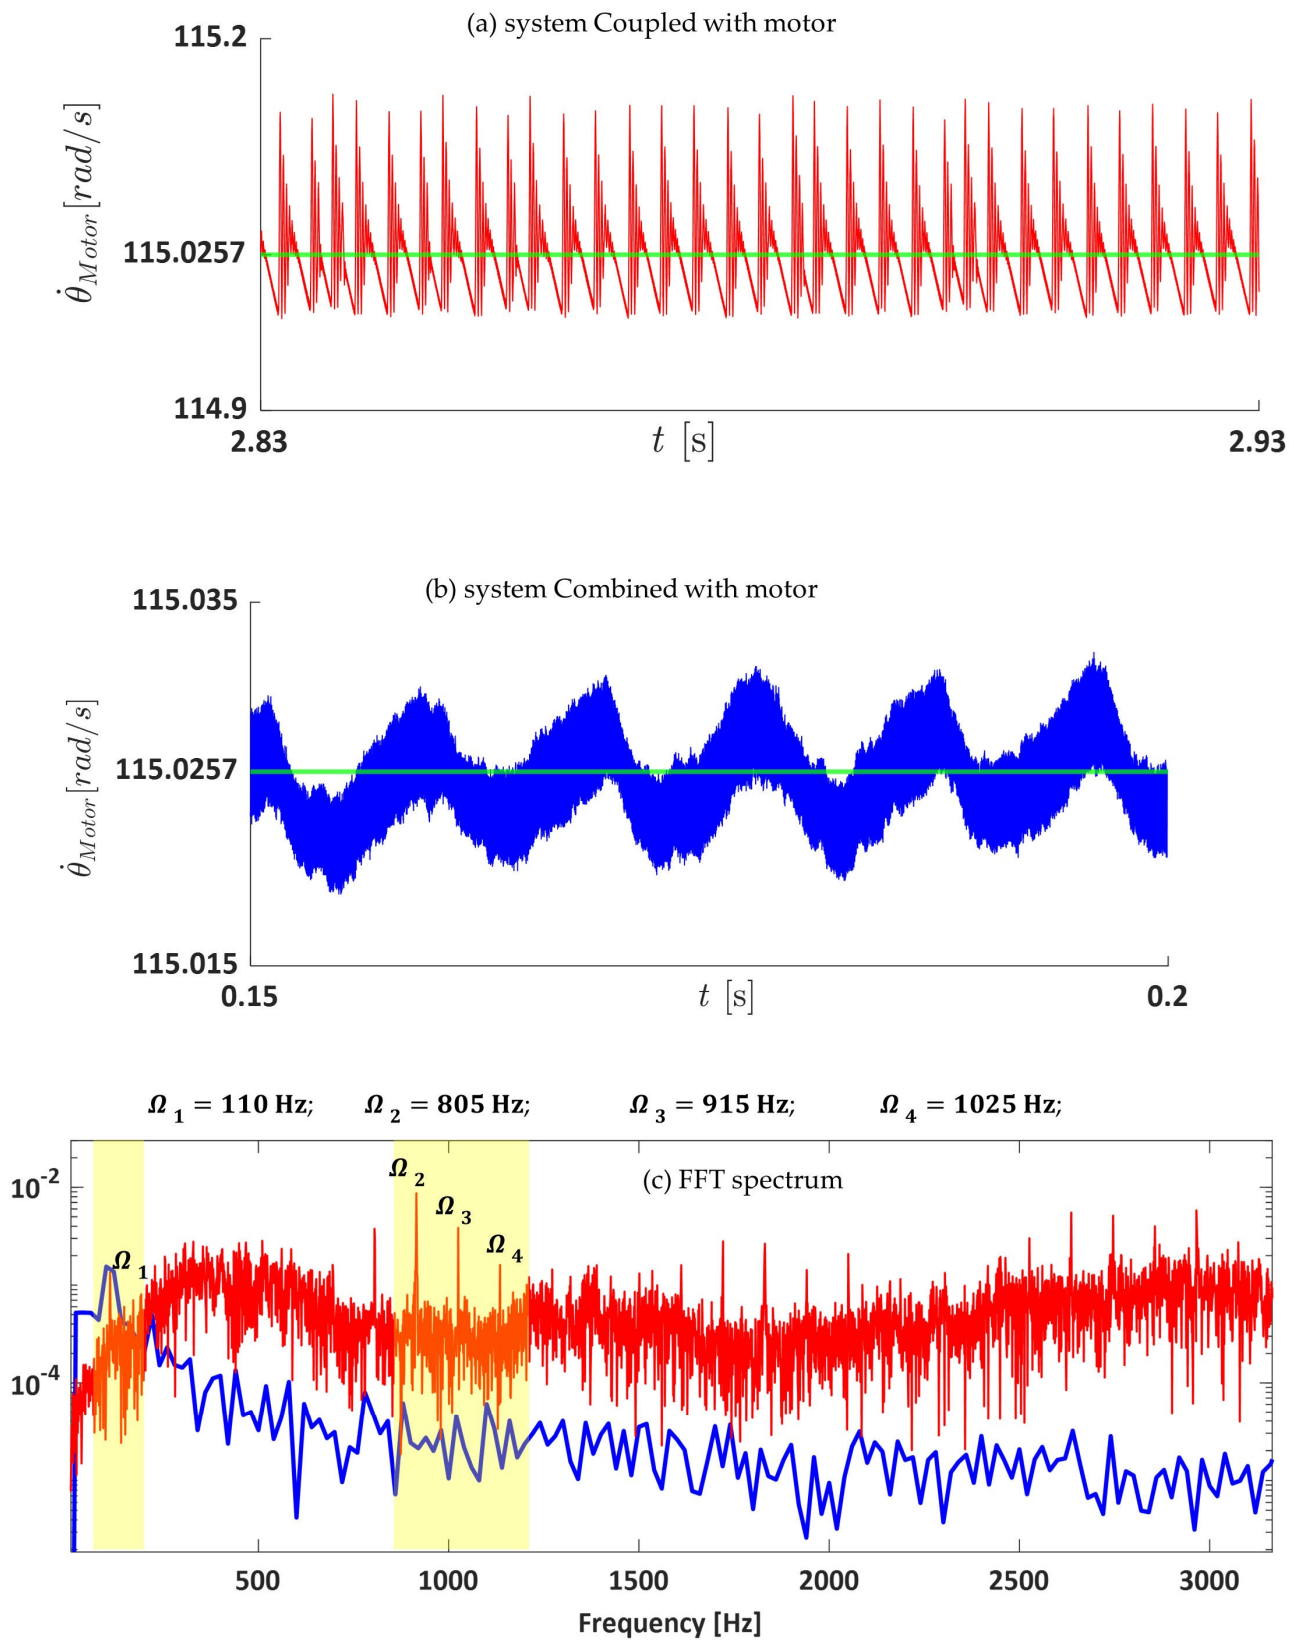 (a) system Coupled with motor
115.2
115.0257
114.9
θ̇_Motor[rad/s]
2.83
t [s]
2.93
(b) system Combined with motor
115.035
115.0257
115.015
θ̇_Motor[rad/s]
0.15
t [s]
0.2
Ω 1 = 110 Hz; Ω 2 = 805 Hz; Ω 3 = 915 Hz; Ω 4 = 1025 Hz;
(c) FFT spectrum
10^-2
10^-4
Ω 1
Ω 2
Ω 3
Ω 4
500 1000 1500 2000 2500 3000
Frequency [Hz]